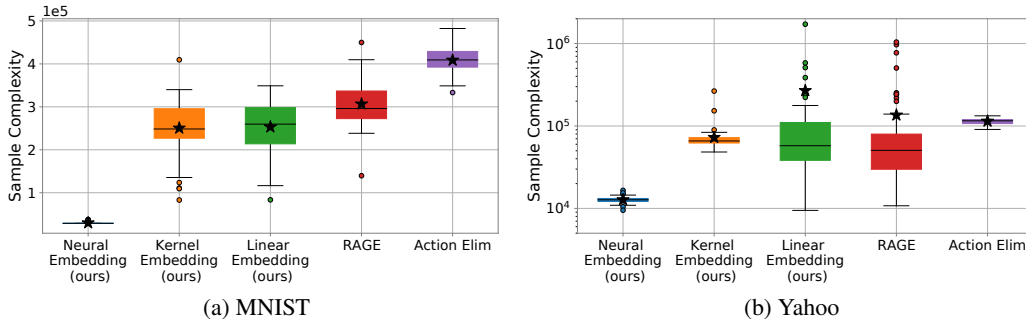 5e5
4
3
2
1
Sample Complexity
Neural
Embedding
(ours)
Kernel
Embedding
(ours)
Linear
Embedding
(ours)
RAGE
Action Elim
(a) MNIST
10^6
10^5
10^4
Sample Complexity
Neural
Embedding
(ours)
Kernel
Embedding
(ours)
Linear
Embedding
(ours)
RAGE
Action Elim
(b) Yahoo